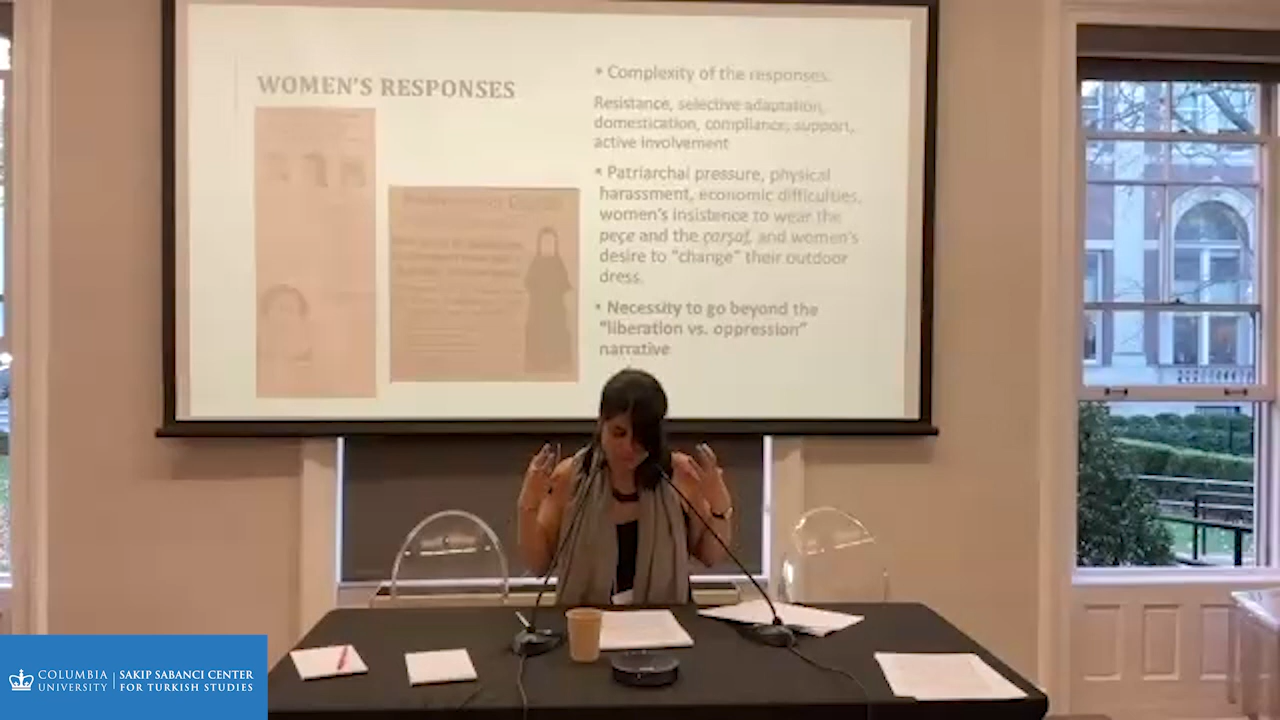 WOMEN'S RESPONSES
• Complexity of the responses.
Resistance, selective adaptation,
domestication, compliance, support,
active involvement
• Patriarchal pressure, physical
harassment, economic difficulties,
women's insistence to wear the
peçe and the çarşaf, and women's
desire to "change" their outdoor
dress.
• Necessity to go beyond the
"liberation vs. oppression"
narrative
COLUMBIA UNIVERSITY
SAKIP SABANCI CENTER
FOR TURKISH STUDIES